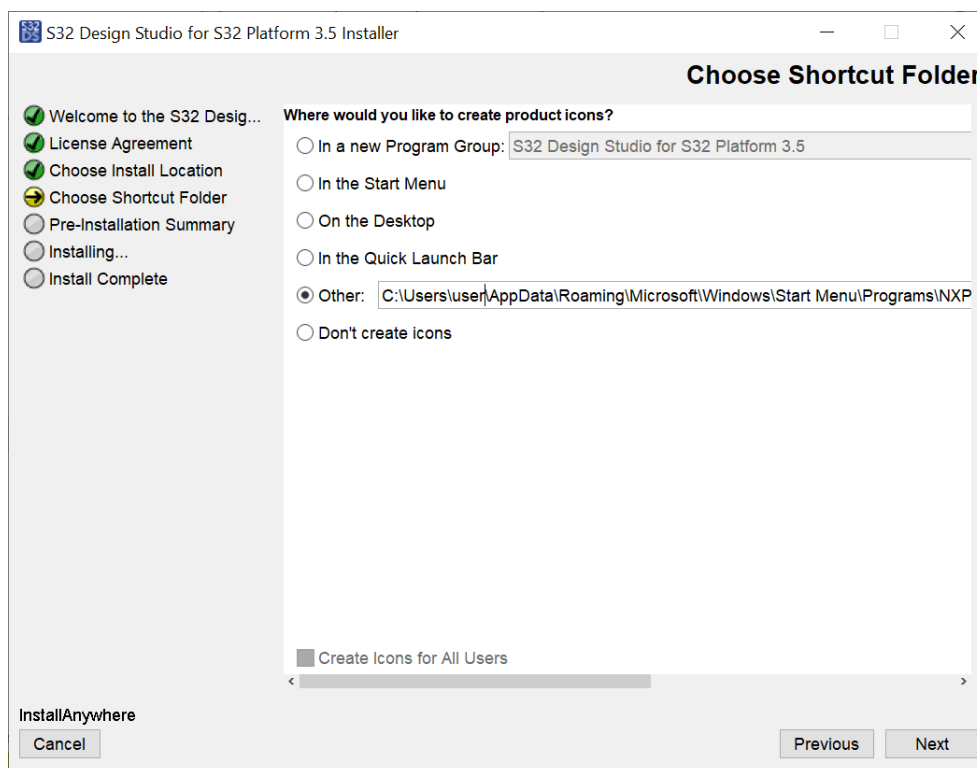 S32 DS S32 Design Studio for S32 Platform 3.5 Installer
Choose Shortcut Folder
Welcome to the S32 Desig...
License Agreement
Choose Install Location
Choose Shortcut Folder
Pre-Installation Summary
Installing...
Install Complete
Where would you like to create product icons?
In a new Program Group: S32 Design Studio for S32 Platform 3.5
In the Start Menu
On the Desktop
In the Quick Launch Bar
Other: C:\Users\user\AppData\Roaming\Microsoft\Windows\Start Menu\Programs\NXP
Don't create icons
Create Icons for All Users
InstallAnywhere
Cancel
Previous
Next